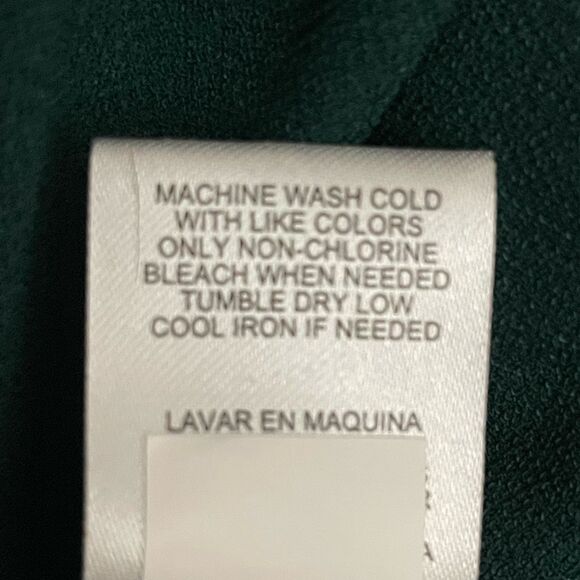 MACHINE WASH COLD
WITH LIKE COLORS
ONLY NON-CHLORINE
BLEACH WHEN NEEDED
TUMBLE DRY LOW
COOL IRON IF NEEDED
LAVAR EN MAQUINA